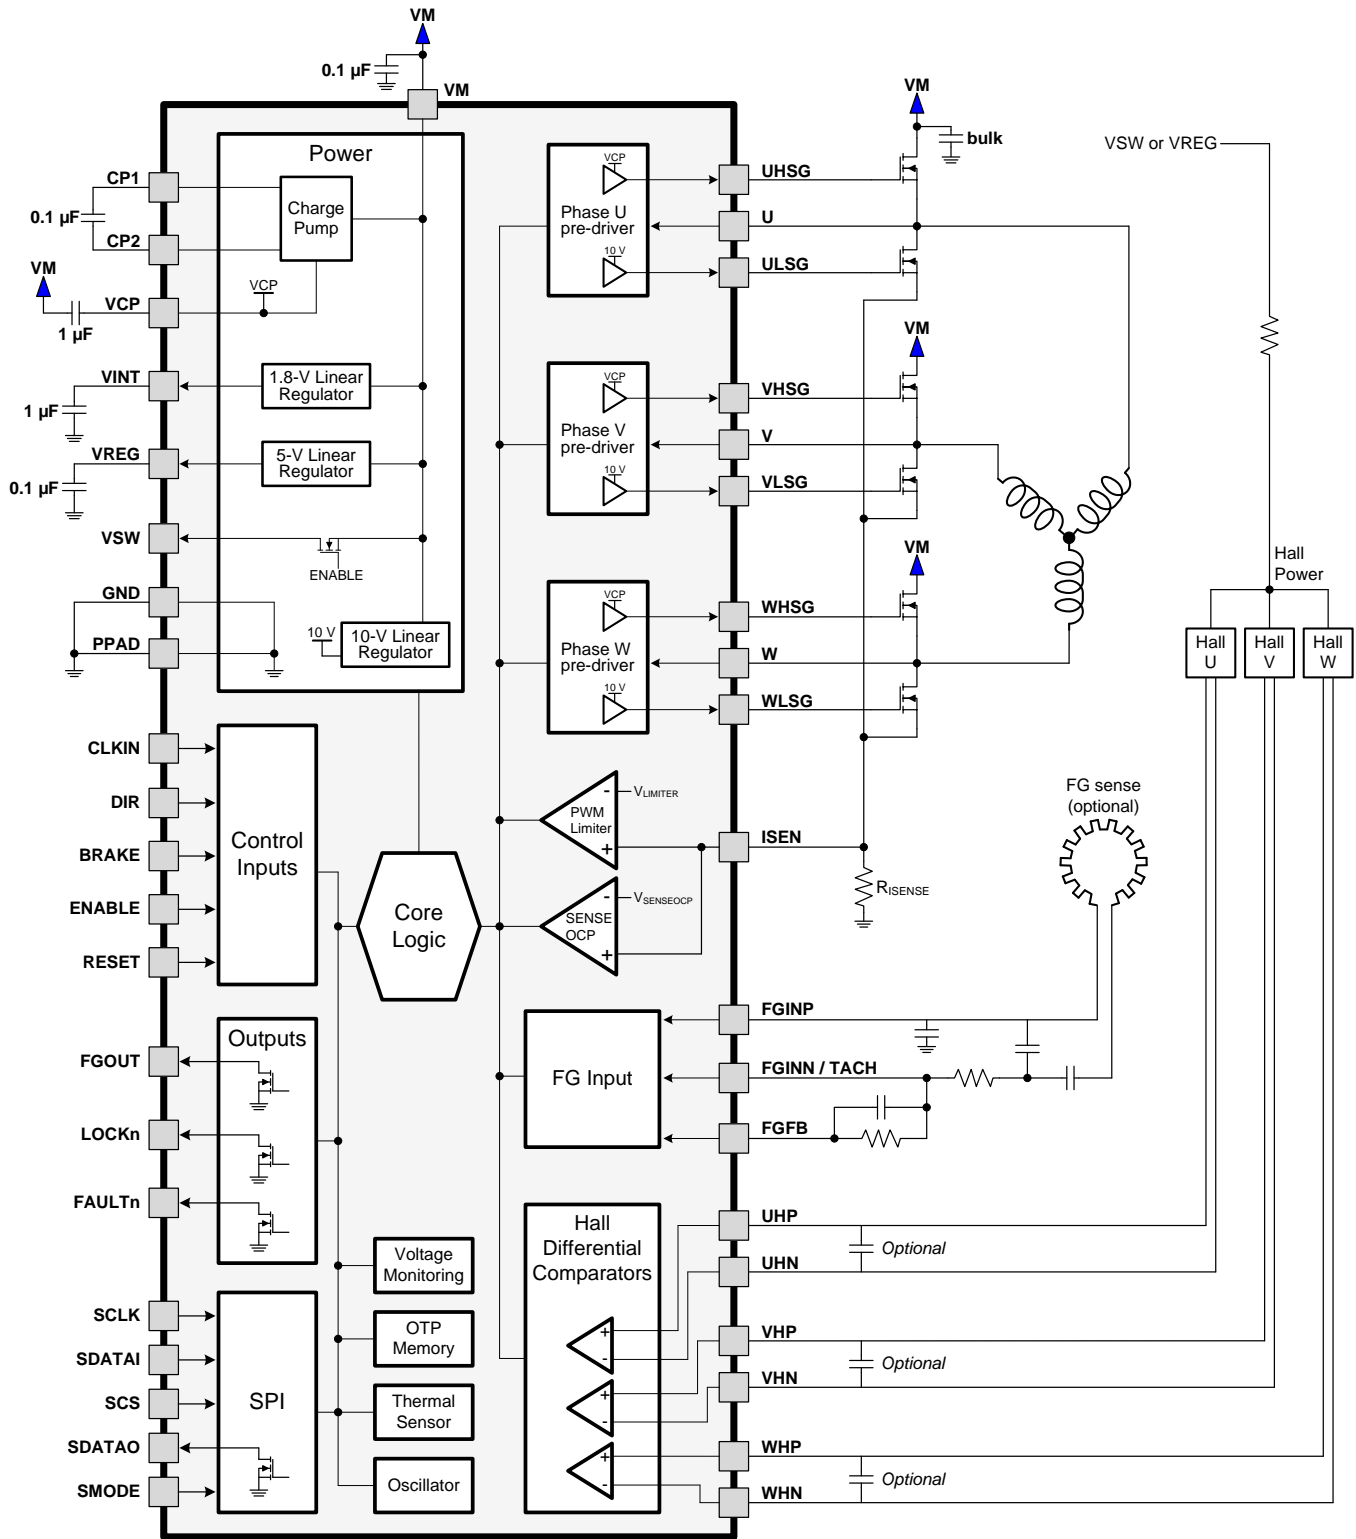 VM
0.1 µF
VM
Power
CP1
0.1 µF
CP2
Charge
Pump
VM
VCP
VCP
1 µF
VINT
1.8-V Linear
Regulator
1 µF
VREG
5-V Linear
Regulator
0.1 µF
VSW
ENABLE
GND
PPAD
10 V
10-V Linear
Regulator
CLKIN
DIR
BRAKE
ENABLE
RESET
Control
Inputs
Core
Logic
Outputs
FGOUT
LOCKn
FAULTn
Voltage
Monitoring
OTP
Memory
Thermal
Sensor
Oscillator
SCLK
SDATAI
SCS
SDATAO
SMODE
SPI
VCP
Phase U
pre-driver
10 V
UHSG
U
ULSG
VM
bulk
VCP
Phase V
pre-driver
10 V
VHSG
V
VLSG
VM
VCP
Phase W
pre-driver
10 V
WHSG
W
WLSG
VM
-
VLIMITER
PWM
Limiter
+
ISEN
RISENSE
-
VSENSEOCP
SENSE
OCP
+
FG Input
FGINP
FGINN / TACH
FGFB
FG sense
(optional)
VSW or VREG
Hall
Power
Hall
U
Hall
V
Hall
W
Hall
Differential
Comparators
+
-
+
-
+
-
UHP
Optional
UHN
VHP
Optional
VHN
WHP
Optional
WHN